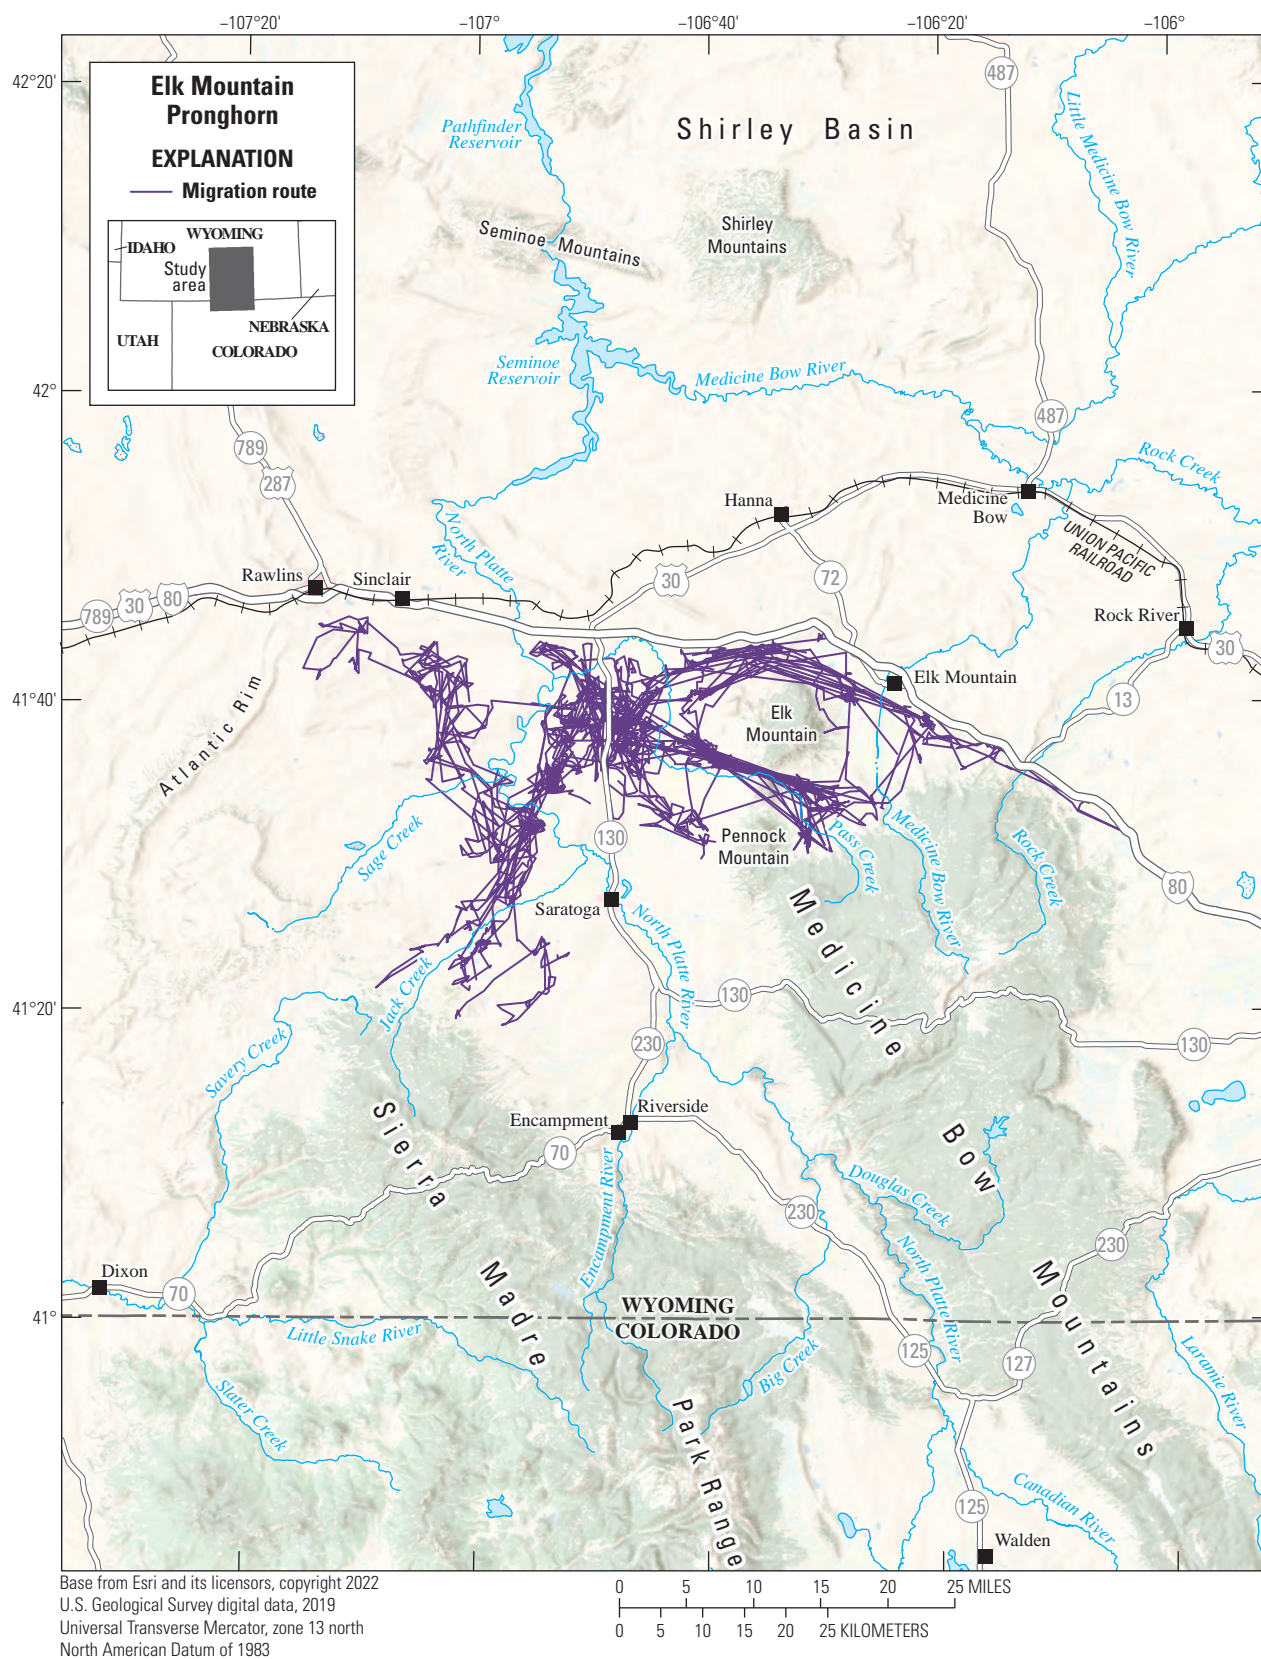 −107°20'
−107°
−106°40'
−106°20'
−106°
42°20'
42°
41°40'
41°20'
41°
Elk Mountain
Pronghorn
EXPLANATION
Migration route
WYOMING
IDAHO
Study
area
NEBRASKA
UTAH
COLORADO
Pathfinder
Reservoir
Shirley Basin
487
Little Medicine Bow River
Seminoe Mountains
Shirley
Mountains
Seminoe
Reservoir
Medicine Bow River
789
287
487
Rock Creek
Hanna
Medicine
Bow
North Platte
River
UNION PACIFIC
RAILROAD
Rawlins
Sinclair
30
72
789
30
80
Rock River
30
Elk Mountain
13
Atlantic Rim
Elk
Mountain
Sage Creek
130
Pennock
Mountain
Pass Creek
Medicine Bow River
Rock Creek
80
Saratoga
North Platte River
Medicine
Bow
Mountains
Jack Creek
130
130
Savery Creek
230
Encampment
Riverside
70
Sierra
Madre
Encampment River
Douglas Creek
230
230
North Platte River
Dixon
70
WYOMING
COLORADO
Little Snake River
125
127
Big Creek
Laramie River
Slater Creek
Park Range
Canadian River
125
Walden
Base from Esri and its licensors, copyright 2022
U.S. Geological Survey digital data, 2019
Universal Transverse Mercator, zone 13 north
North American Datum of 1983
0 5 10 15 20 25 MILES
0 5 10 15 20 25 KILOMETERS